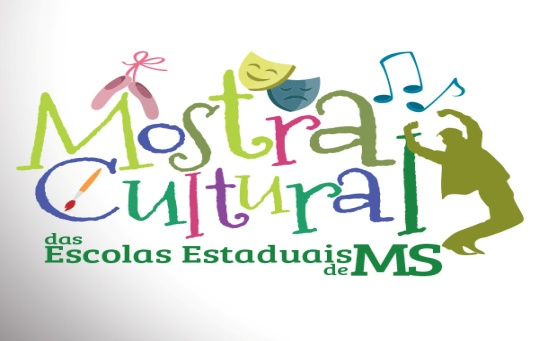 Mostra
Cultural
das
Escolas Estaduais
de MS